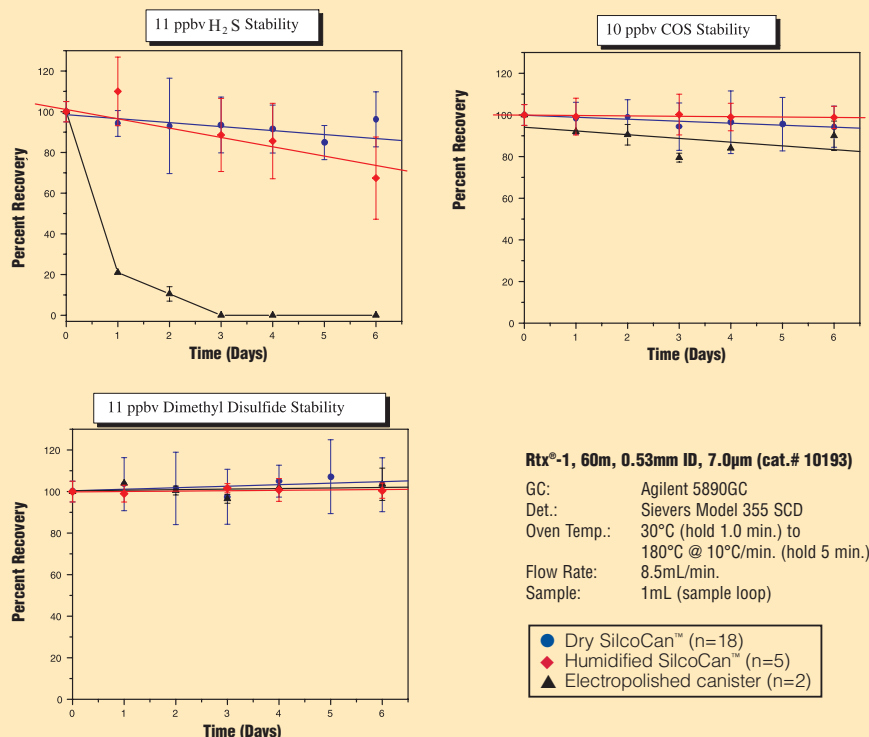 11 ppbv H₂S Stability
Percent Recovery
120
100
80
60
40
20
0
0 1 2 3 4 5 6
Time (Days)
10 ppbv COS Stability
Percent Recovery
120
100
80
60
40
20
0
0 1 2 3 4 5 6
Time (Days)
11 ppbv Dimethyl Disulfide Stability
Percent Recovery
120
100
80
60
40
20
0
0 1 2 3 4 5 6
Time (Days)
Rtx®-1, 60m, 0.53mm ID, 7.0µm (cat.# 10193)
GC: Agilent 5890GC
Det.: Sievers Model 355 SCD
Oven Temp.: 30°C (hold 1.0 min.) to
180°C @ 10°C/min. (hold 5 min.)
Flow Rate: 8.5mL/min.
Sample: 1mL (sample loop)
Dry SilcoCan™ (n=18)
Humidified SilcoCan™ (n=5)
Electropolished canister (n=2)